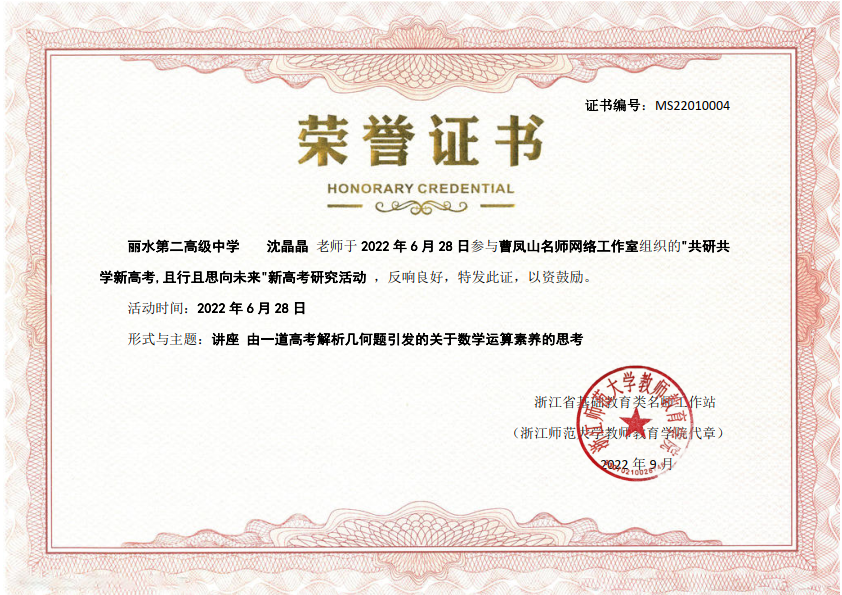 证书编号：MS22010004
荣誉证书
HONORARY CREDENTIAL
丽水第二高级中学 沈晶晶 老师于 2022 年 6 月 28 日参与曹凤山名师网络工作室组织的"共研共
学新高考,且行且思向未来"新高考研究活动 ，反响良好，特发此证，以资鼓励。
活动时间：2022 年 6 月 28 日
形式与主题：讲座 由一道高考解析几何题引发的关于数学运算素养的思考
浙江师范大学教师教育学院
浙江省基础教育类名师工作站
（浙江师范大学教师教育学院代章）
2022 年 9 月